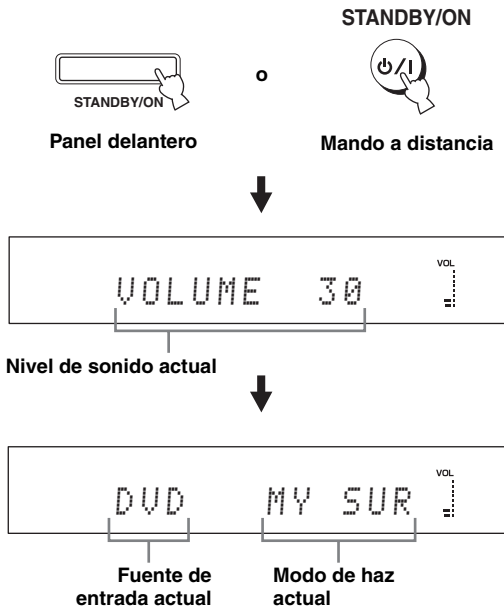 STANDBY/ON
STANDBY/ON
o
⏻/I
Panel delantero
Mando a distancia
VOL
VOLUME 30
Nivel de sonido actual
VOL
DVD MY SUR
Fuente de
entrada actual
Modo de haz
actual